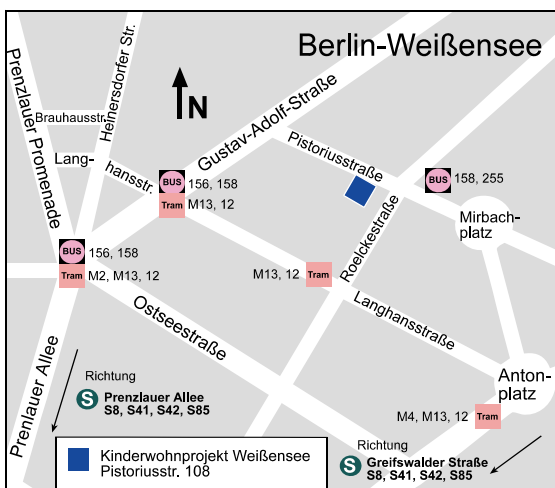 Berlin-Weißensee
Prenzlauer Promenade
Heinersdorfer Str.
Brauhausstr.
Lang-
hansstr.
N
Gustav-Adolf-Straße
Pistoriusstraße
BUS 156, 158
Tram M13, 12
BUS 158, 255
Mirbach-
platz
Roelckestraße
BUS 156, 158
Tram M2, M13, 12
M13, 12 Tram
Langhansstraße
Ostseestraße
Prenlauer Allee
Richtung
S Prenzlauer Allee
S8, S41, S42, S85
Anton-
platz
M4, M13, 12 Tram
Richtung
S Greifswalder Straße
S8, S41, S42, S85
Kinderwohnprojekt Weißensee
Pistoriusstr. 108